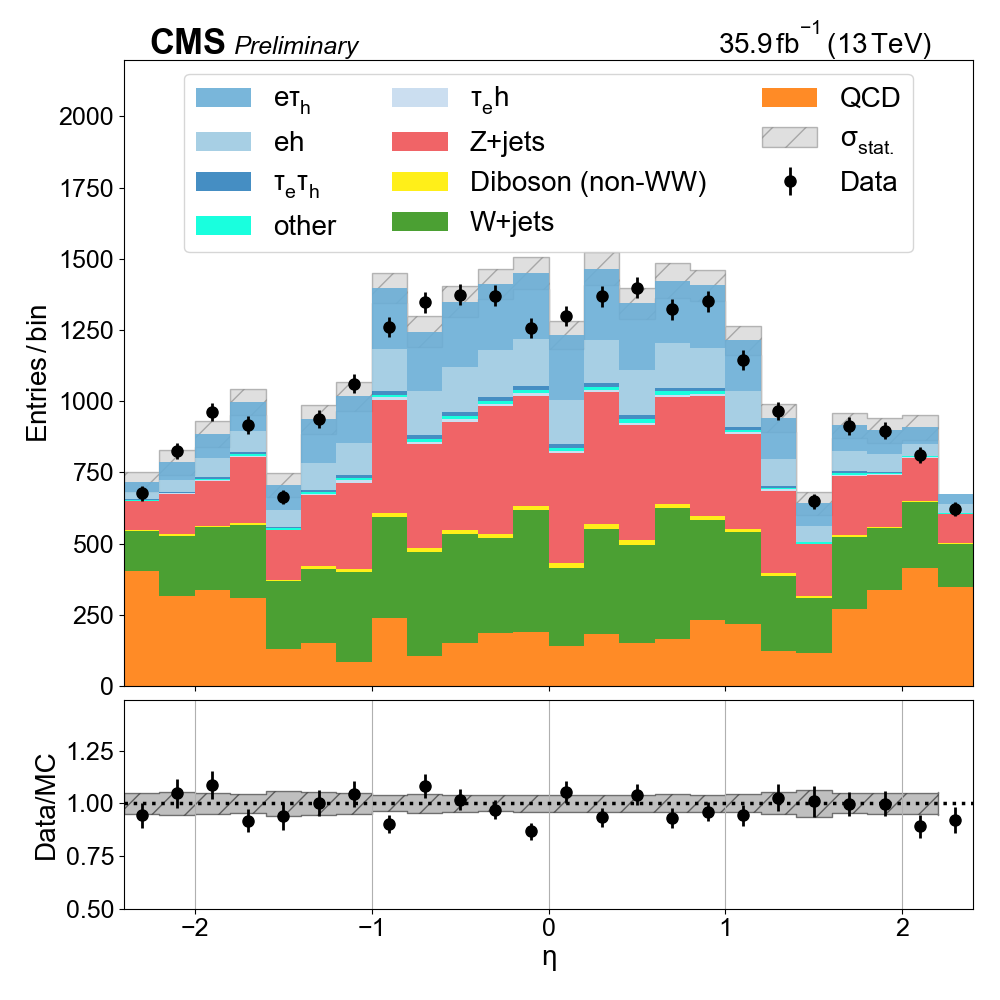 CMS Preliminary 35.9 fb⁻¹ (13 TeV)
eτh τeh QCD
eh Z+jets σstat.
τeτh Diboson (non-WW) Data
other W+jets
Entries / bin
2000
1750
1500
1250
1000
750
500
250
0
Data/MC
1.25
1.00
0.75
0.50
−2 −1 0 1 2
η